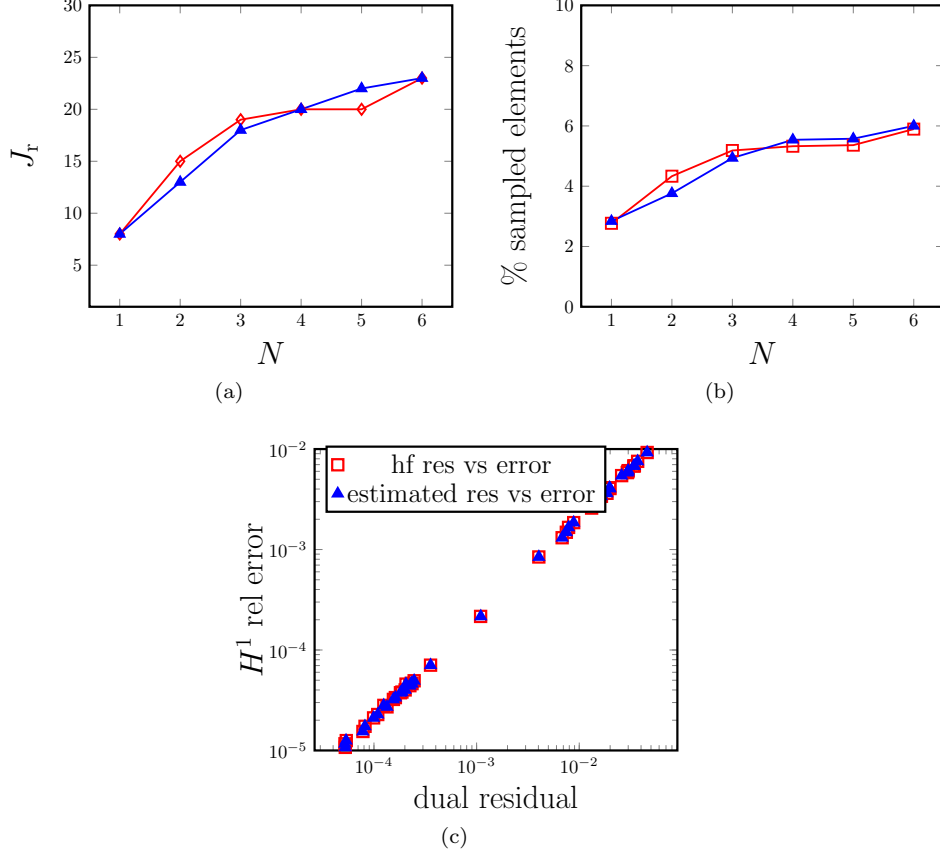 30
25
20
15
10
5
J_r
1 2 3 4 5 6
N
(a)
10
8
6
4
2
0
% sampled elements
1 2 3 4 5 6
N
(b)
10^{-2}
10^{-3}
10^{-4}
10^{-5}
H^1 rel error
hf res vs error
estimated res vs error
10^{-4} 10^{-3} 10^{-2}
dual residual
(c)